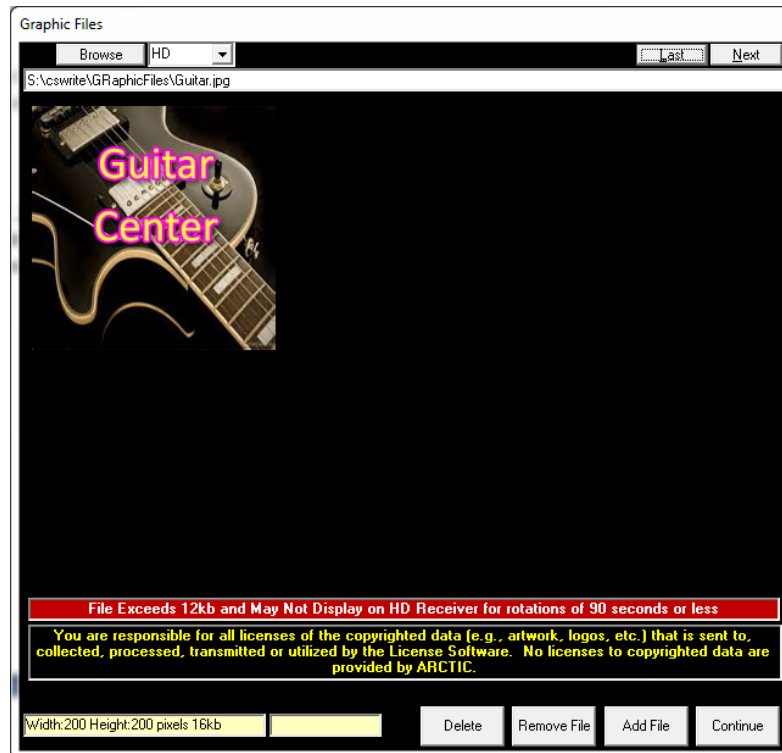 Graphic Files
Browse HD Last Next
S:\cswrite\GRaphicFiles\Guitar.jpg
Guitar
Center
File Exceeds 12kb and May Not Display on HD Receiver for rotations of 90 seconds or less
You are responsible for all licenses of the copyrighted data (e.g., artwork, logos, etc.) that is sent to,
collected, processed, transmitted or utilized by the License Software. No licenses to copyrighted data are
provided by ARCTIC.
Width:200 Height:200 pixels 16kb Delete Remove File Add File Continue